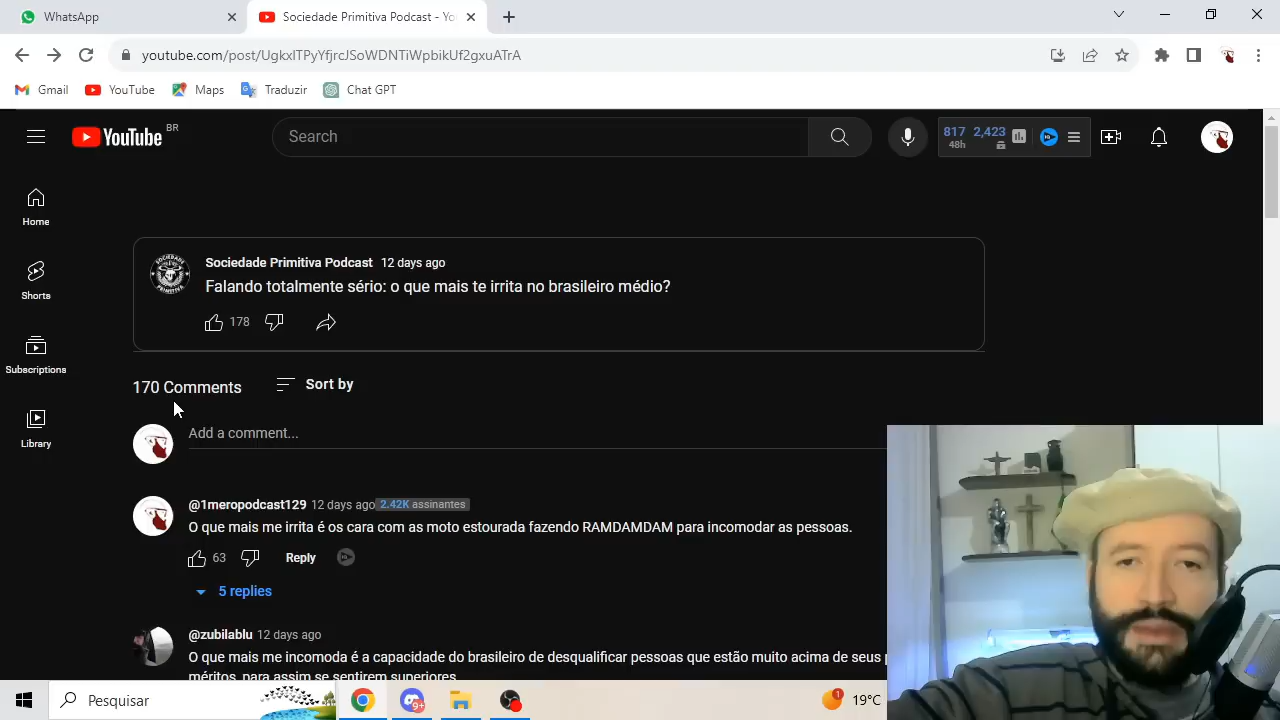 WhatsApp
Sociedade Primitiva Podcast - Yo
youtube.com/post/UgkxlTPyYfjrcJSoWDNTiWpbikUf2gxuATrA
Gmail YouTube Maps Traduzir Chat GPT
YouTube BR
Search
817 2,423
48h
Home
Shorts
Subscriptions
Library
Sociedade Primitiva Podcast 12 days ago
Falando totalmente sério: o que mais te irrita no brasileiro médio?
178
170 Comments Sort by
Add a comment...
@1meropodcast129 12 days ago 2.42K assinantes
O que mais me irrita é os cara com as moto estourada fazendo RAMDAMDAM para incomodar as pessoas.
63 Reply
5 replies
@zubilablu 12 days ago
O que mais me incomoda é a capacidade do brasileiro de desqualificar pessoas que estão muito acima de seus
méritos, para assim se sentirem superiores.
Pesquisar
9+
1
19°C